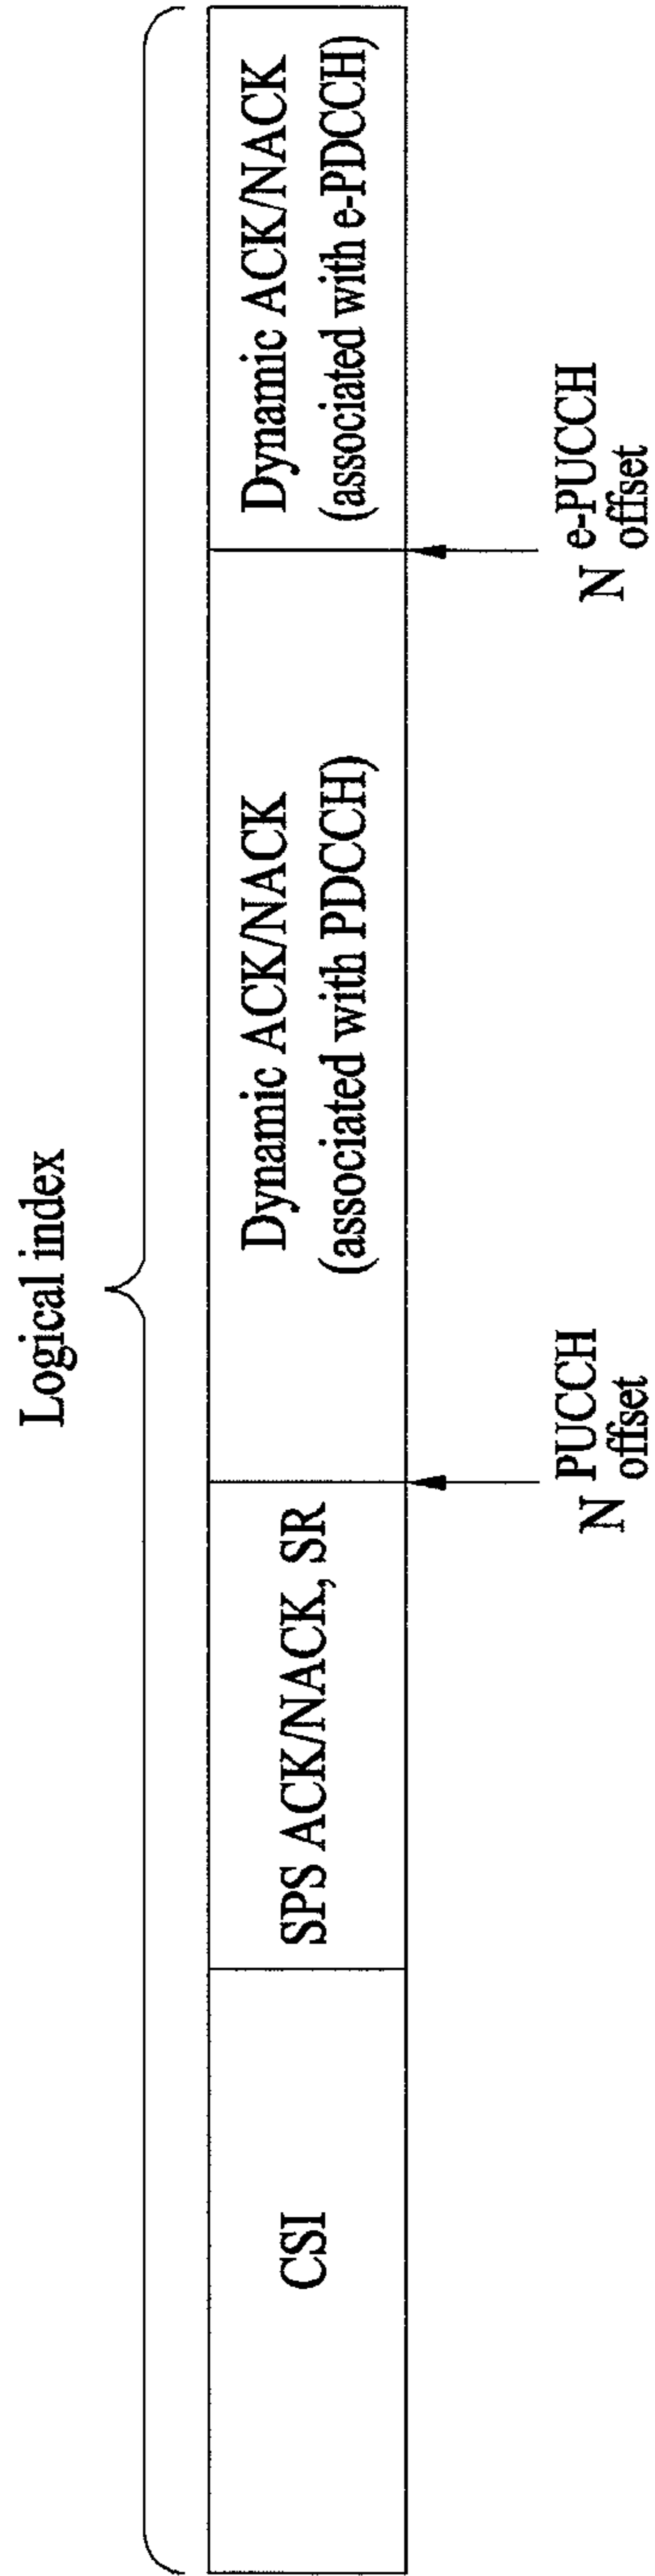 Logical index
CSI
SPS ACK/NACK, SR
Dynamic ACK/NACK
(associated with PDCCH)
Dynamic ACK/NACK
(associated with e-PDCCH)
N PUCCH
offset
N e-PUCCH
offset